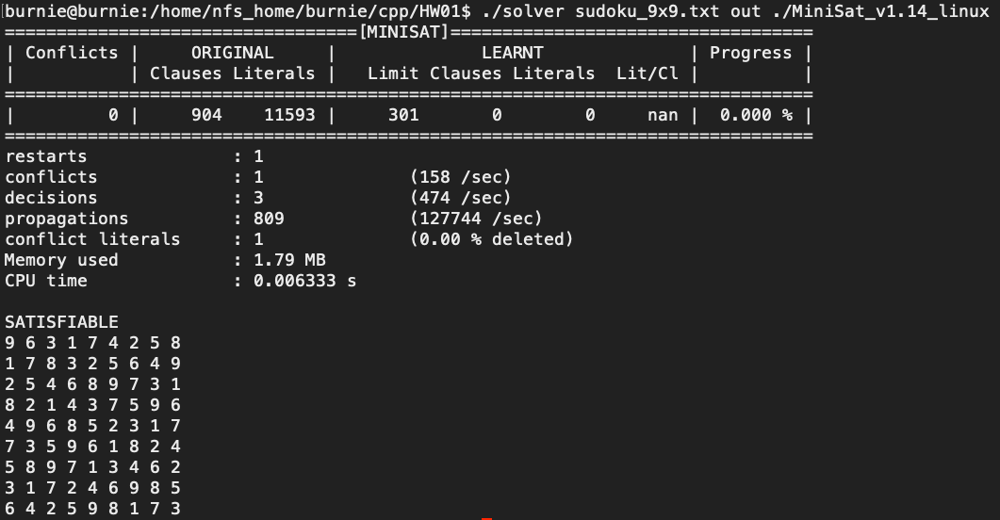 burnie@burnie:/home/nfs_home/burnie/cpp/HW01$ ./solver sudoku_9x9.txt out ./MiniSat_v1.14_linux
==================================[MINISAT]===================================
| Conflicts |     ORIGINAL     |              LEARNT              | Progress |
|           | Clauses Literals |   Limit Clauses Literals  Lit/Cl |          |
==============================================================================
|         0 |     904    11593 |     301       0        0     nan |  0.000 % |
==============================================================================
restarts              : 1
conflicts             : 1              (158 /sec)
decisions             : 3              (474 /sec)
propagations          : 809            (127744 /sec)
conflict literals     : 1              (0.00 % deleted)
Memory used           : 1.79 MB
CPU time              : 0.006333 s

SATISFIABLE
9 6 3 1 7 4 2 5 8
1 7 8 3 2 5 6 4 9
2 5 4 6 8 9 7 3 1
8 2 1 4 3 7 5 9 6
4 9 6 8 5 2 3 1 7
7 3 5 9 6 1 8 2 4
5 8 9 7 1 3 4 6 2
3 1 7 2 4 6 9 8 5
6 4 2 5 9 8 1 7 3